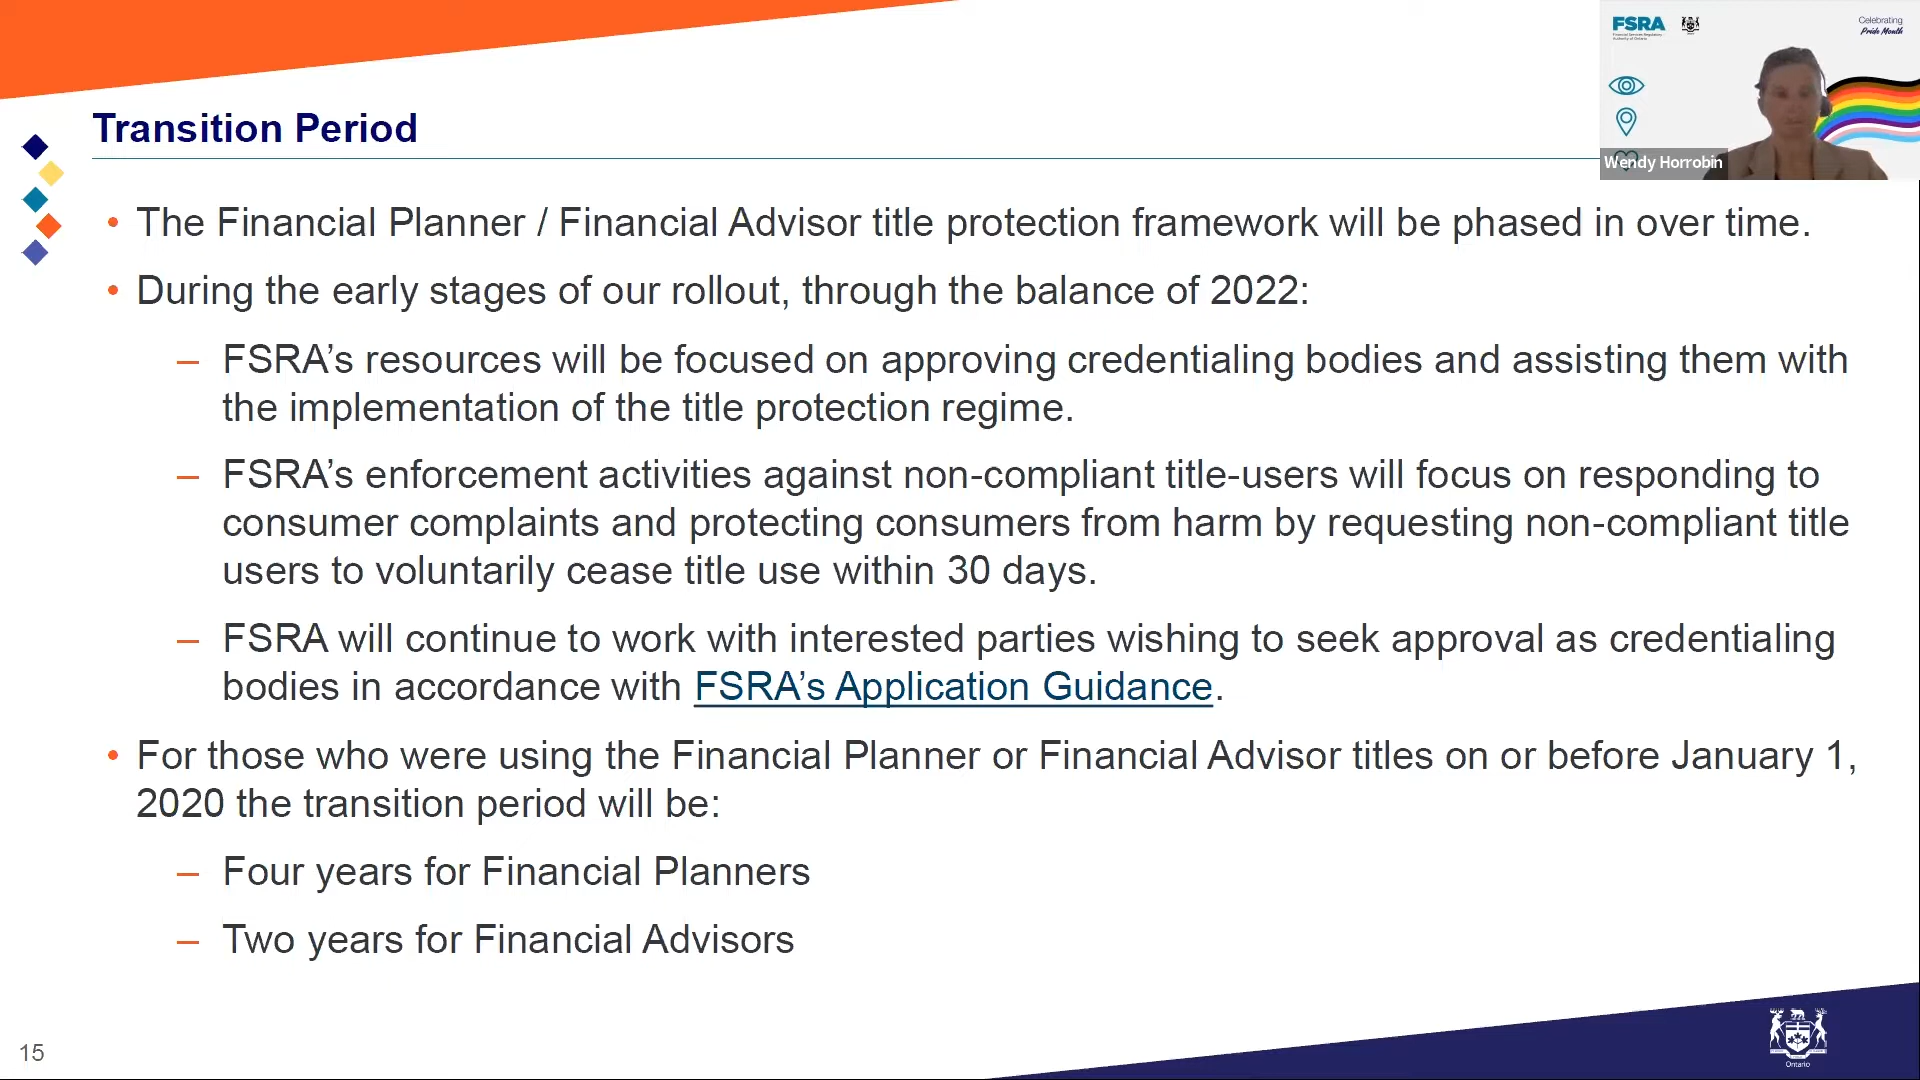 FSRA
Financial Services Regulatory
Authority of Ontario
Celebrating
Pride Month
Wendy Horrobin
Transition Period
• The Financial Planner / Financial Advisor title protection framework will be phased in over time.
• During the early stages of our rollout, through the balance of 2022:
– FSRA’s resources will be focused on approving credentialing bodies and assisting them with
the implementation of the title protection regime.
– FSRA’s enforcement activities against non-compliant title-users will focus on responding to
consumer complaints and protecting consumers from harm by requesting non-compliant title
users to voluntarily cease title use within 30 days.
– FSRA will continue to work with interested parties wishing to seek approval as credentialing
bodies in accordance with FSRA’s Application Guidance.
• For those who were using the Financial Planner or Financial Advisor titles on or before January 1,
2020 the transition period will be:
– Four years for Financial Planners
– Two years for Financial Advisors
15
Ontario